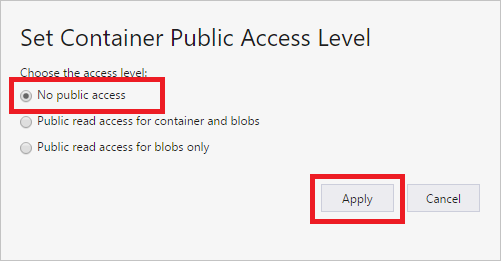 Set Container Public Access Level
Choose the access level:
No public access
Public read access for container and blobs
Public read access for blobs only
Apply
Cancel